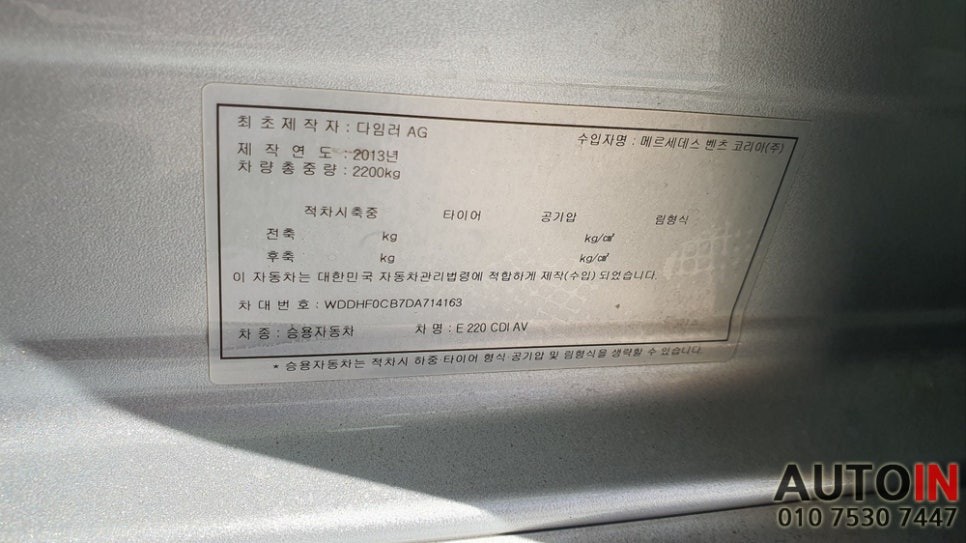 최초제작자 : 다임러 AG 수입자명 : 메르세데스 벤츠 코리아(주)
제작연도 : 2013년
차량총중량 : 2200kg
적차시축중 타이어 공기압 림형식
전축 kg kg/㎠
후축 kg kg/㎠
이 자동차는 대한민국 자동차관리법령에 적합하게 제작(수입) 되었습니다.
차대번호 : WDDHF0CB7DA714163
차종 : 승용자동차 차명 : E 220 CDI AV
* 승용자동차는 적차시 하중·타이어 형식·공기압 및 림형식을 생략할 수 있습니다.
AUTOIN
010 7530 7447